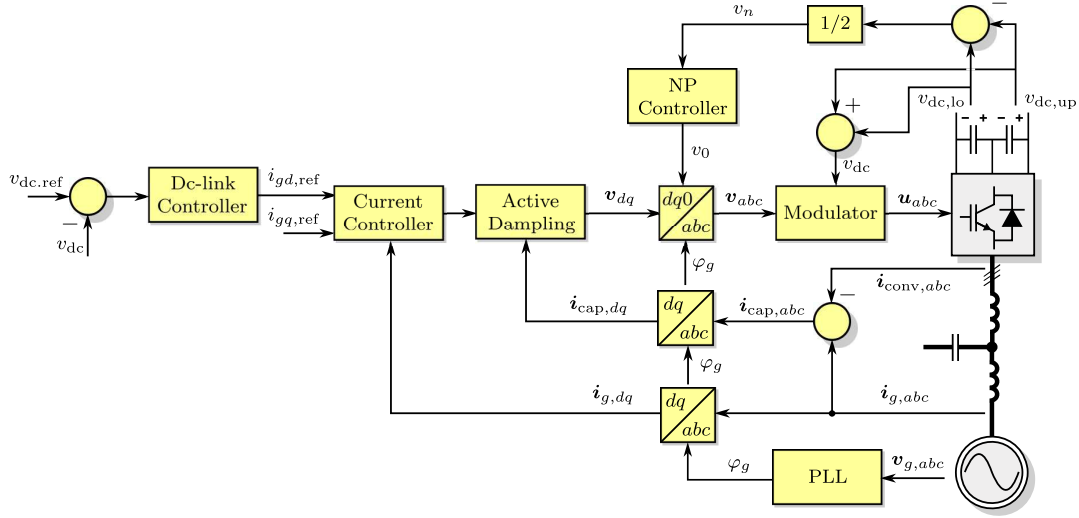 v_n
1/2
−
NP
Controller
v_dc,lo
v_dc,up
− +
− +
+
v_0
v_dc
v_dc.ref
−
v_dc
Dc-link
Controller
i_gd,ref
i_gq,ref
Current
Controller
Active
Damping
v_dq
dq0
abc
v_abc
Modulator
u_abc
φ_g
i_conv,abc
−
i_cap,dq
dq
abc
i_cap,abc
φ_g
i_g,dq
dq
abc
i_g,abc
φ_g
PLL
v_g,abc